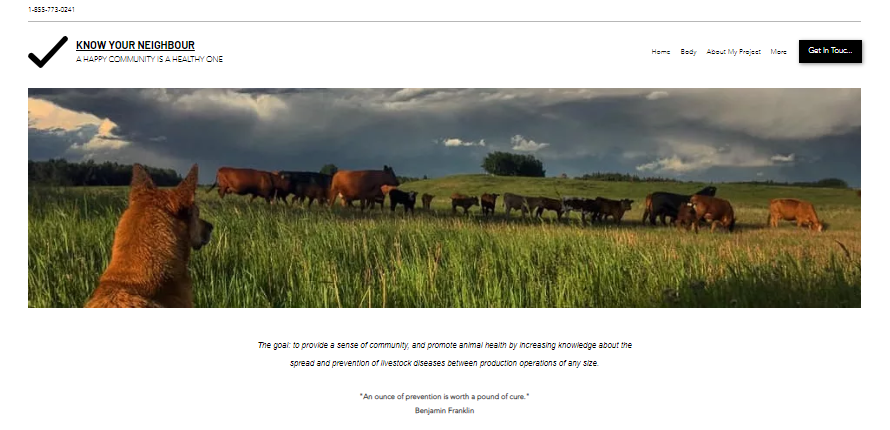 1-855-773-0241
KNOW YOUR NEIGHBOUR
A HAPPY COMMUNITY IS A HEALTHY ONE
Home Body About My Project More Get In Touc...
The goal: to provide a sense of community, and promote animal health by increasing knowledge about the
spread and prevention of livestock diseases between production operations of any size.
"An ounce of prevention is worth a pound of cure."
Benjamin Franklin